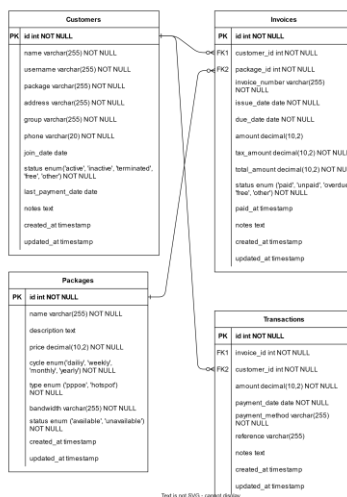 Customers
PK id int NOT NULL
name varchar(255) NOT NULL
username varchar(255) NOT NULL
package varchar(255) NOT NULL
address varchar(255) NOT NULL
group varchar(255) NOT NULL
phone varchar(20) NOT NULL
join_date date
status enum('active', 'inactive', 'terminated',
'free', 'other') NOT NULL
last_payment_date date
notes text
created_at timestamp
updated_at timestamp
Invoices
PK id int NOT NULL
FK1 customer_id int NOT NULL
FK2 package_id int NOT NULL
invoice_number varchar(255)
NOT NULL
issue_date date NOT NULL
due_date date NOT NULL
amount decimal(10,2)
tax_amount decimal(10,2) NOT NUL
total_amount decimal(10,2) NOT NU
status enum ('paid', 'unpaid', 'overdu
'free', 'other') NOT NULL
paid_at timestamp
notes text
created_at timestamp
updated_at timestamp
Packages
PK id int NOT NULL
name varchar(255) NOT NULL
description text
price decimal(10,2) NOT NULL
cycle enum('dailiy', 'weekly',
'monthly', 'yearly') NOT NULL
type enum ('pppoe', 'hotspot')
NOT NULL
bandwidth varchar(255) NOT NULL
status enum ('available', 'unavailable')
NOT NULL
created_at timestamp
updated_at timestamp
Transactions
PK id int NOT NULL
FK1 invoice_id int NOT NULL
FK2 customer_id int NOT NULL
amount decimal(10,2) NOT NULL
payment_date date NOT NULL
payment_method varchar(255)
NOT NULL
reference varchar(255)
notes text
created_at timestamp
updated_at timestamp
Text is not SVG - cannot display